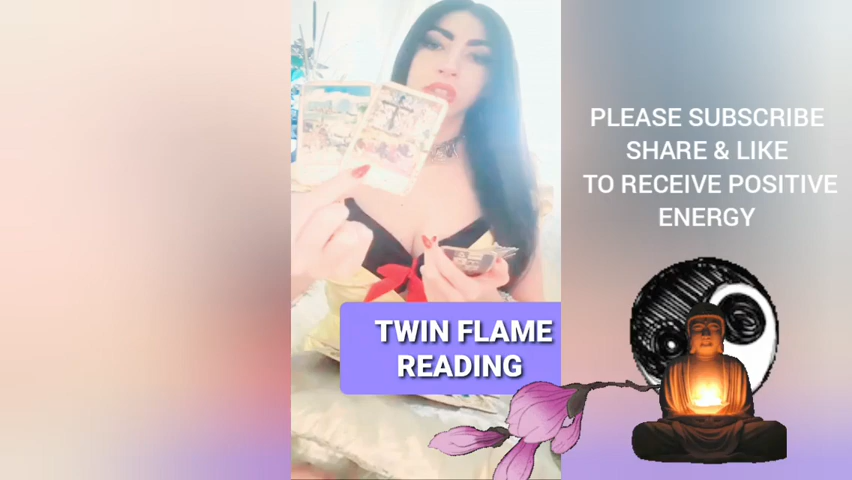 TWIN FLAME
READING
PLEASE SUBSCRIBE
SHARE & LIKE
TO RECEIVE POSITIVE
ENERGY